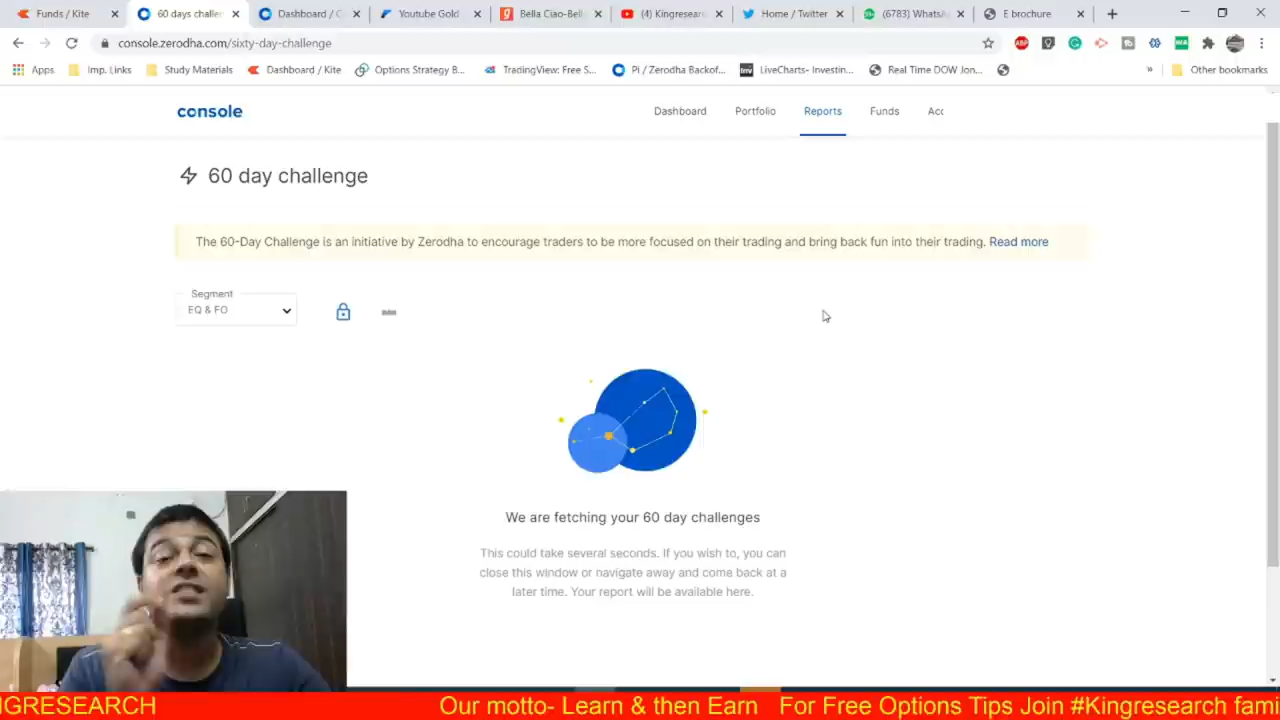 Funds / Kite
60 days challer
Dashboard / C
Youtube Gold
Bella Ciao-Bell
(4) Kingresearc
Home / Twitter
(6783) WhatsA
E brochure
console.zerodha.com/sixty-day-challenge
Apps
Imp. Links
Study Materials
Dashboard / Kite
Options Strategy B...
TradingView: Free S...
Pi / Zerodha Backof...
LiveCharts- Investin...
Real Time DOW Jon...
Other bookmarks
console
Dashboard
Portfolio
Reports
Funds
Acc
60 day challenge
The 60-Day Challenge is an initiative by Zerodha to encourage traders to be more focused on their trading and bring back fun into their trading. Read more
Segment
EQ & FO
We are fetching your 60 day challenges
This could take several seconds. If you wish to, you can
close this window or navigate away and come back at a
later time. Your report will be available here.
NGRESEARCH
Our motto- Learn & then Earn
For Free Options Tips Join #Kingresearch fami